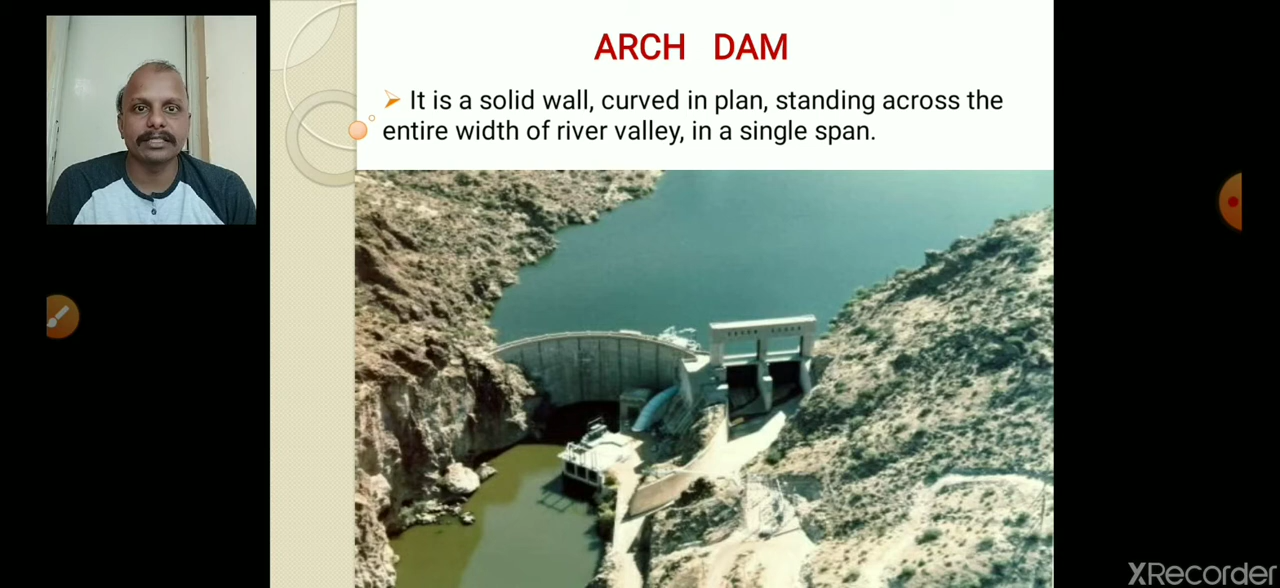 ARCH DAM
➢ It is a solid wall, curved in plan, standing across the
entire width of river valley, in a single span.
XRecorder